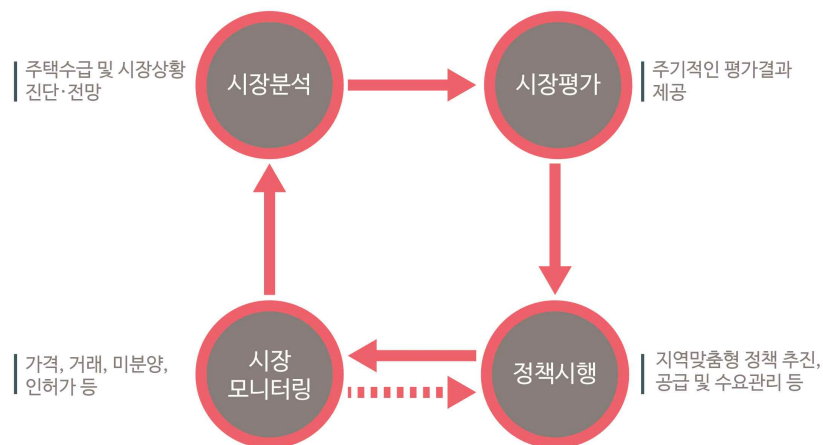 주택수급 및 시장상황
진단·전망
시장분석
시장평가
주기적인 평가결과
제공
가격, 거래, 미분양,
인허가 등
시장
모니터링
정책시행
지역맞춤형 정책 추진,
공급 및 수요관리 등